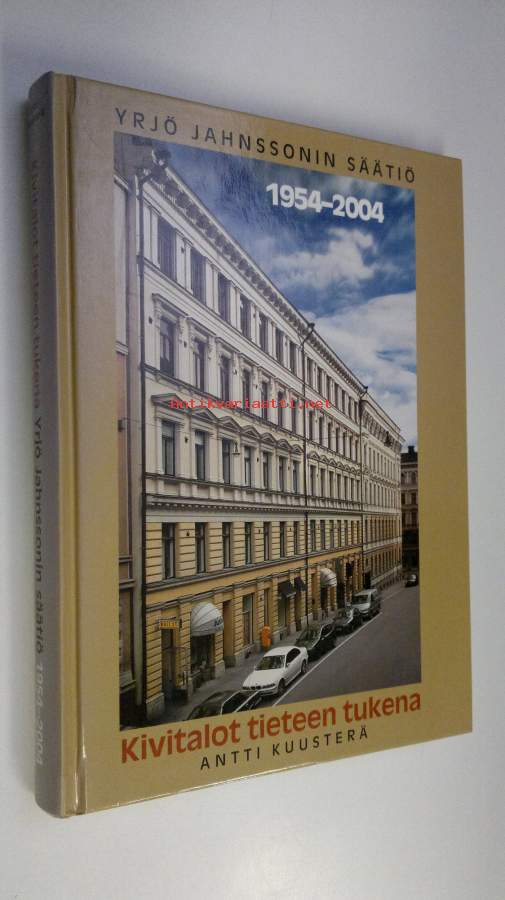 YRJÖ JAHNSSONIN SÄÄTIÖ
1954–2004
antikvariaatti.net
Kivitalot tieteen tukena
ANTTI KUUSTERÄ
Kivitalot tieteen tukena Yrjö Jahnssonin säätiö 1954–2004